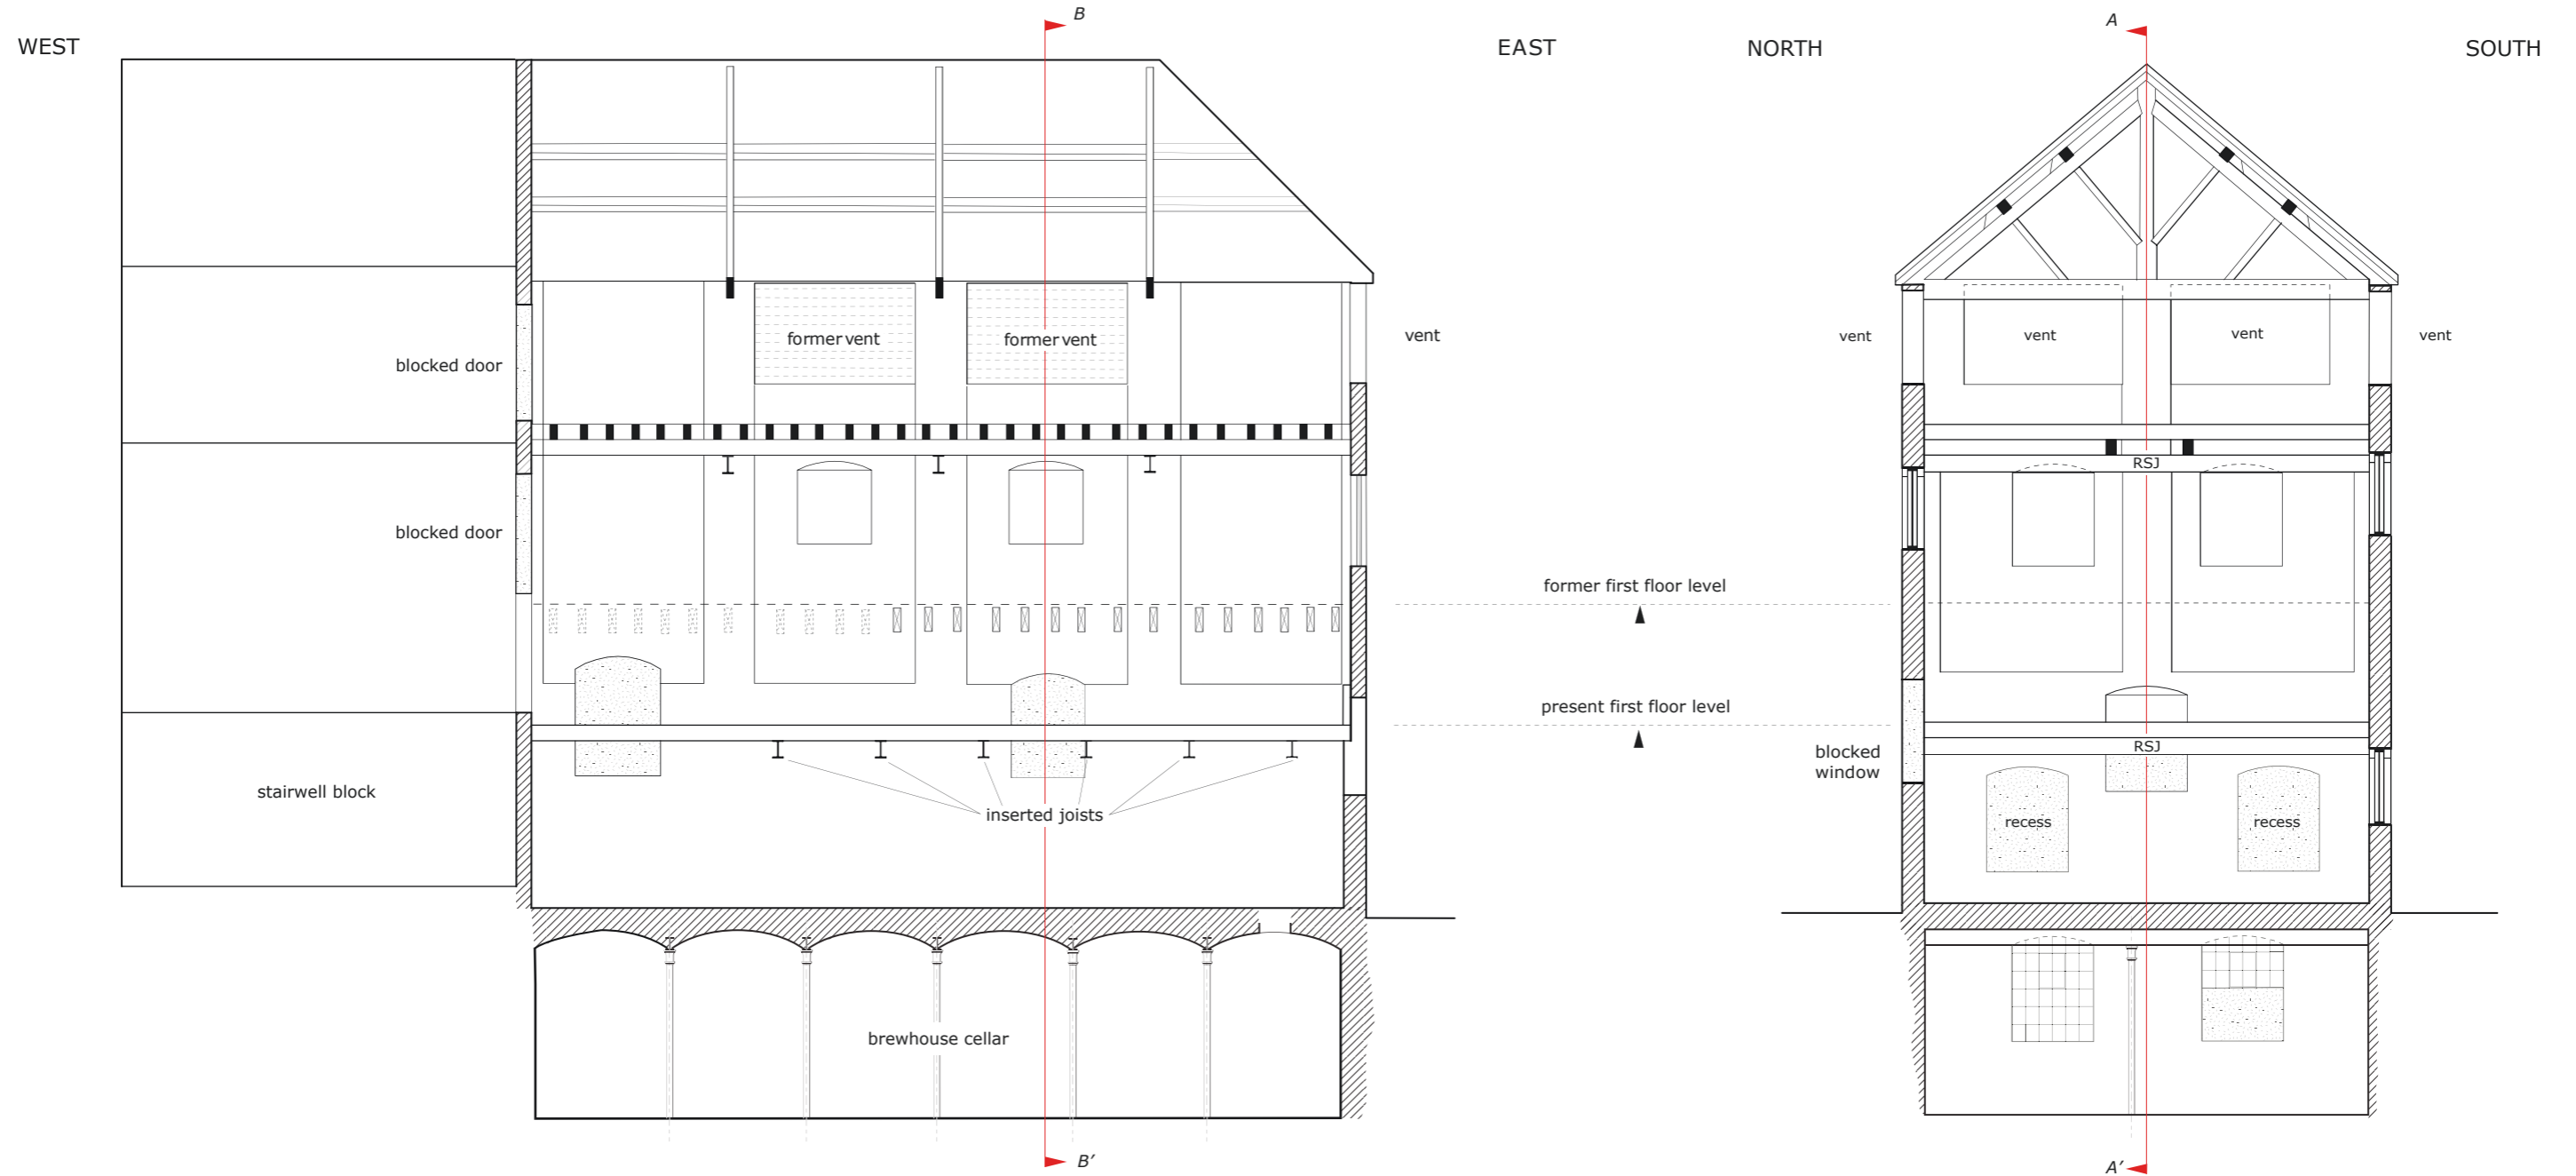 B
A
WEST
EAST
NORTH
SOUTH
former vent
former vent
vent
vent
vent
vent
vent
blocked door
RSJ
blocked door
former first floor level
present first floor level
RSJ
blocked
window
stairwell block
inserted joists
recess
recess
brewhouse cellar
B′
A′